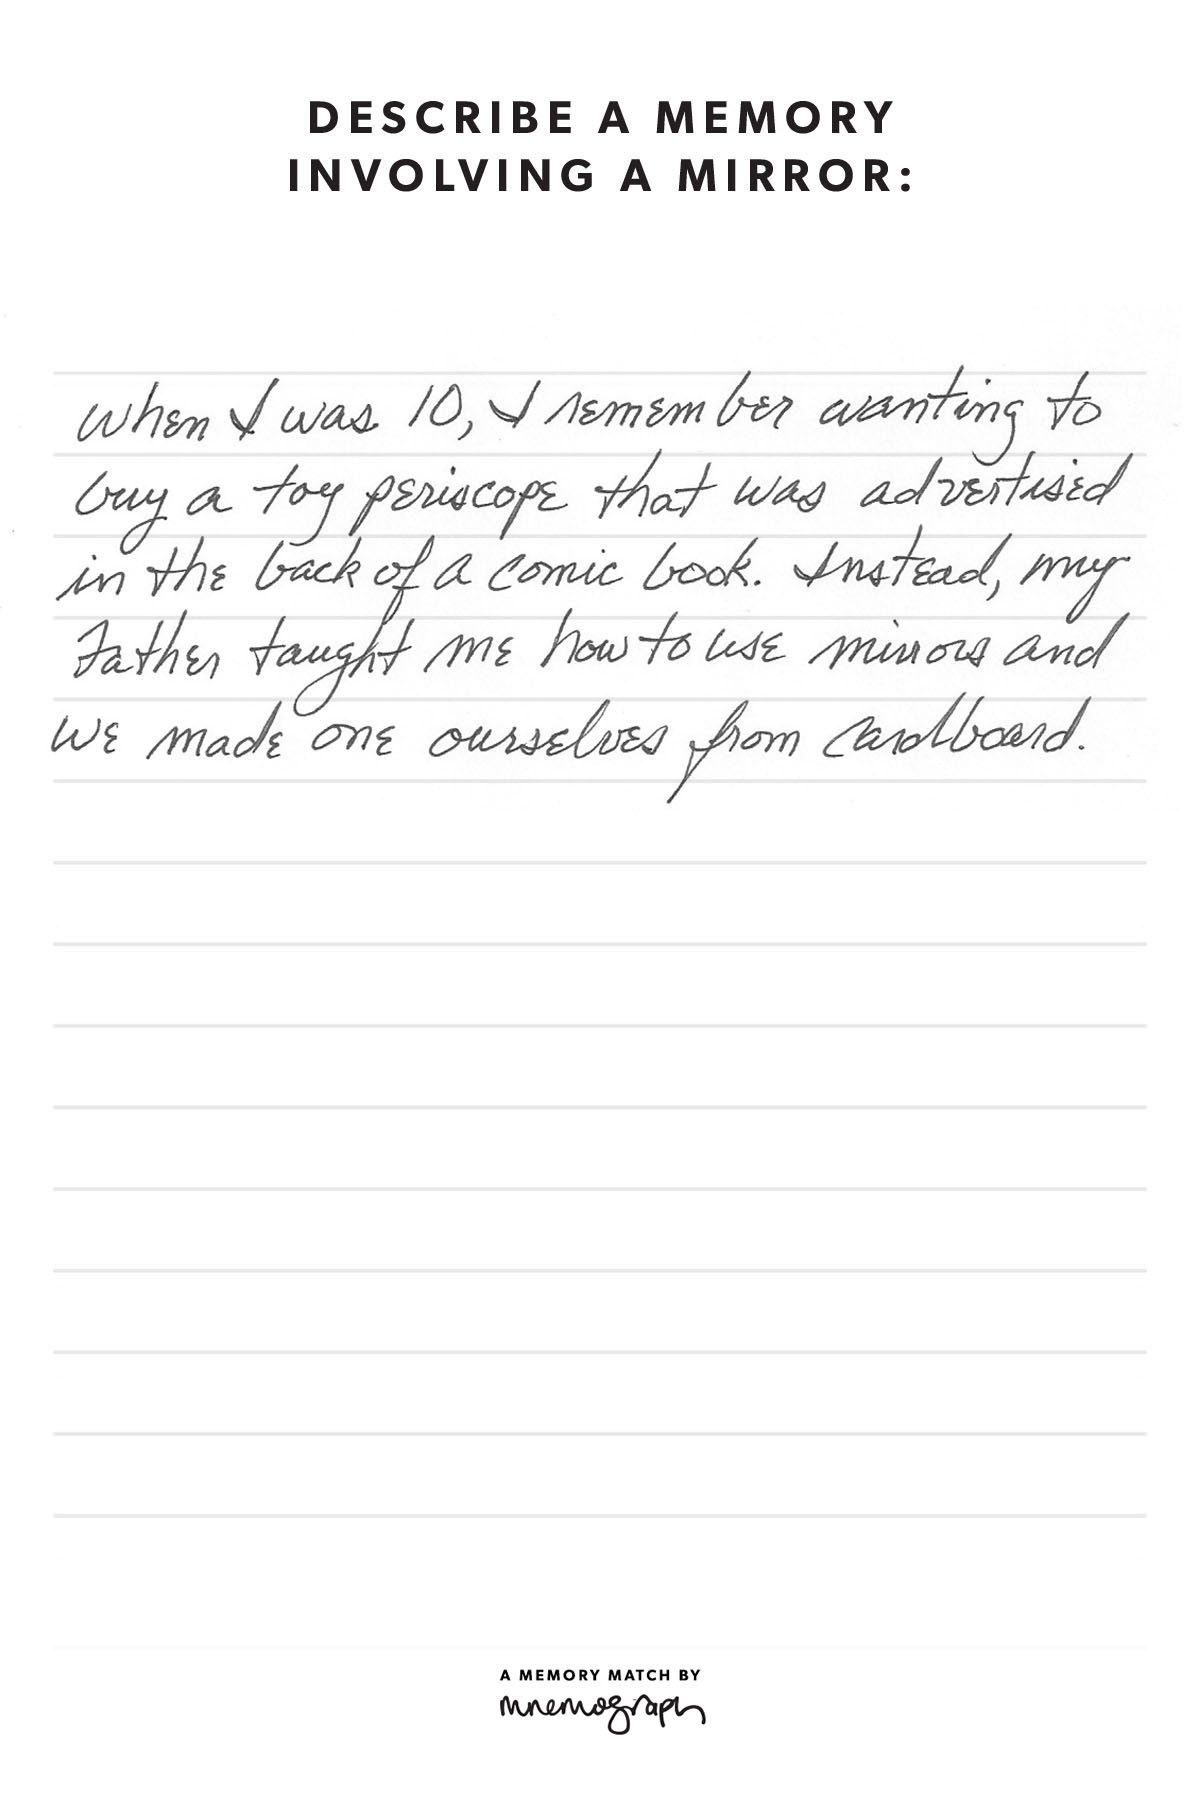 DESCRIBE A MEMORY
INVOLVING A MIRROR:
When I was 10, I remember wanting to
buy a toy periscope that was advertised
in the back of a comic book. Instead, my
Father taught me how to use mirrors and
we made one ourselves from cardboard.
A MEMORY MATCH BY
mnemograph